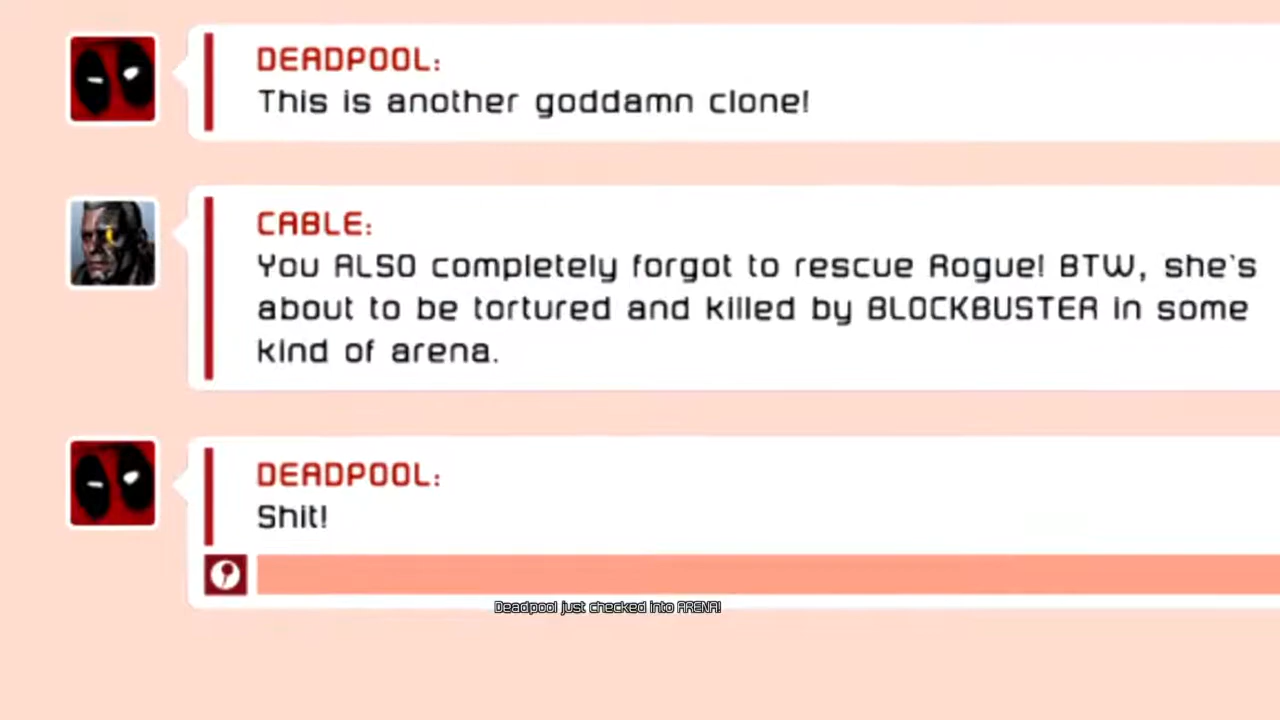 DEADPOOL:
This is another goddamn clone!
CABLE:
You ALSO completely forgot to rescue Rogue! BTW, she's
about to be tortured and killed by BLOCKBUSTER in some
kind of arena.
DEADPOOL:
Shit!
Deadpool just checked into ARENA!